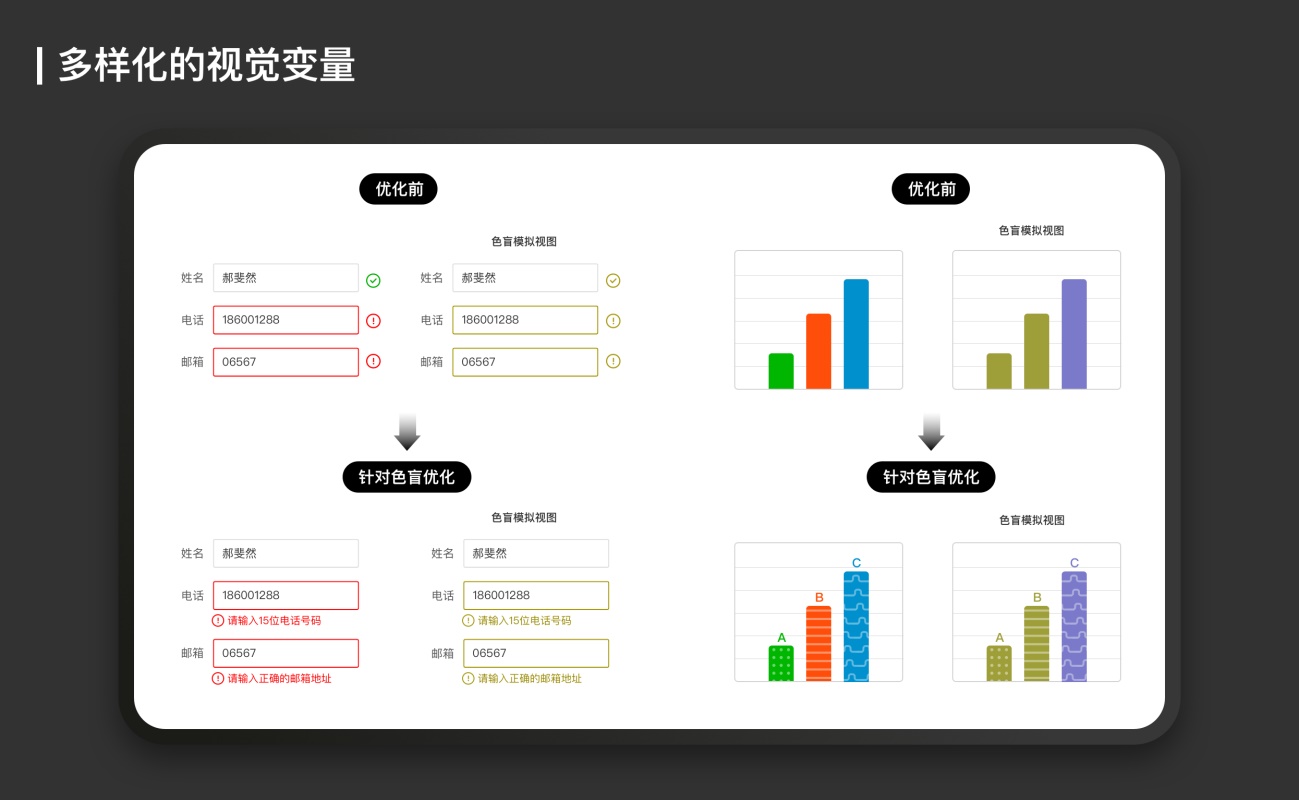 多样化的视觉变量
优化前
色盲模拟视图
姓名 郝斐然
电话 186001288
邮箱 06567
姓名 郝斐然
电话 186001288
邮箱 06567
针对色盲优化
色盲模拟视图
姓名 郝斐然
电话 186001288
请输入15位电话号码
邮箱 06567
请输入正确的邮箱地址
姓名 郝斐然
电话 186001288
请输入15位电话号码
邮箱 06567
请输入正确的邮箱地址
优化前
色盲模拟视图
针对色盲优化
色盲模拟视图
A
B
C
A
B
C